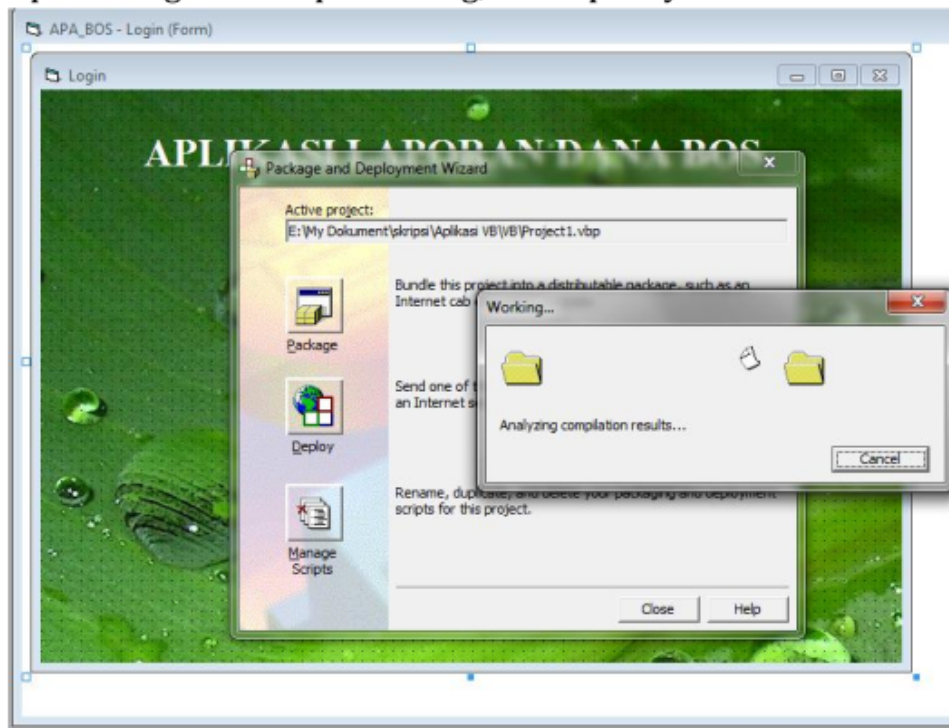 APA_BOS - Login (Form)
Login
APLIKASI LAPORAN DANA BOS
Package and Deployment Wizard
Active project:
E:\My Dokument\skripsi\Aplikasi VB\VB\Project1.vbp
Package
Bundle this project into a distributable package, such as an
Internet cab
Working...
Analyzing compilation results...
Cancel
Deploy
Send one of
an Internet
Manage
Scripts
Rename, duplicate, and delete your packaging and deployment
scripts for this project.
Close
Help